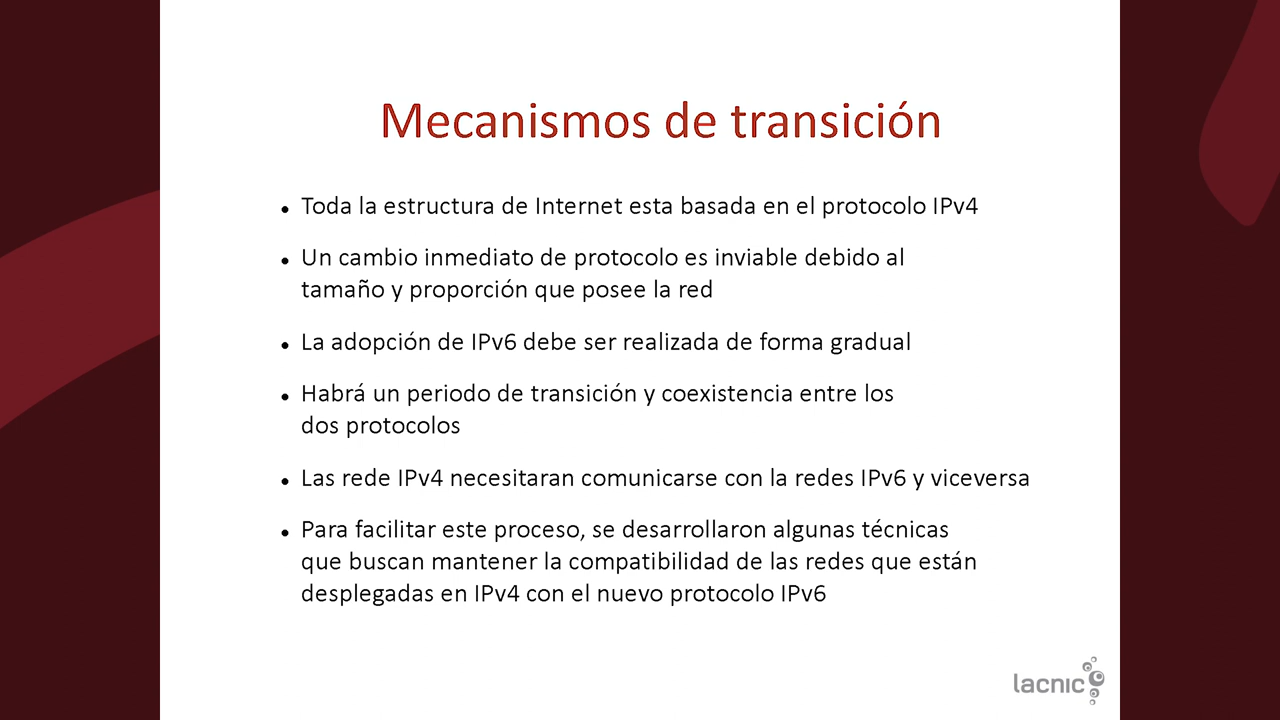 Mecanismos de transición
• Toda la estructura de Internet esta basada en el protocolo IPv4
• Un cambio inmediato de protocolo es inviable debido al
tamaño y proporción que posee la red
• La adopción de IPv6 debe ser realizada de forma gradual
• Habrá un periodo de transición y coexistencia entre los
dos protocolos
• Las rede IPv4 necesitaran comunicarse con la redes IPv6 y viceversa
• Para facilitar este proceso, se desarrollaron algunas técnicas
que buscan mantener la compatibilidad de las redes que están
desplegadas en IPv4 con el nuevo protocolo IPv6
lacnic